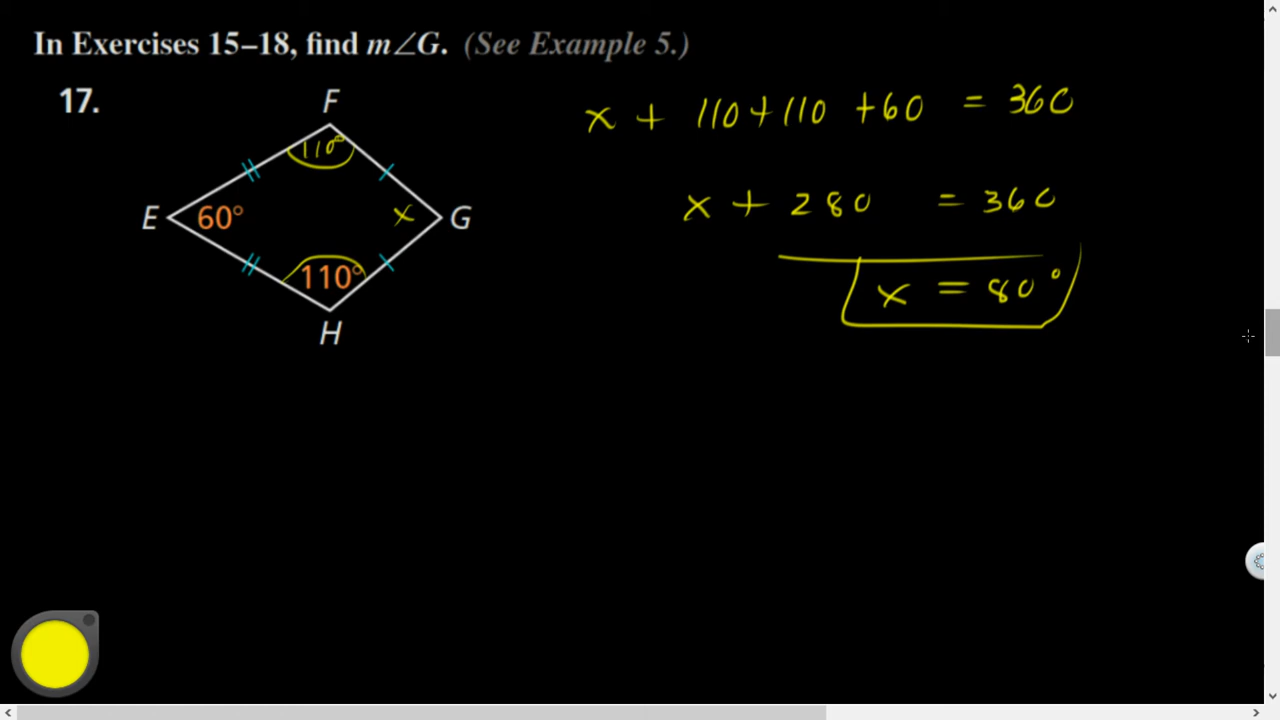 In Exercises 15–18, find m∠G. (See Example 5.)
17.
F
110°
x + 110 + 110 + 60 = 360
E
60°
x
G
x + 280 = 360
110°
x = 80°
H